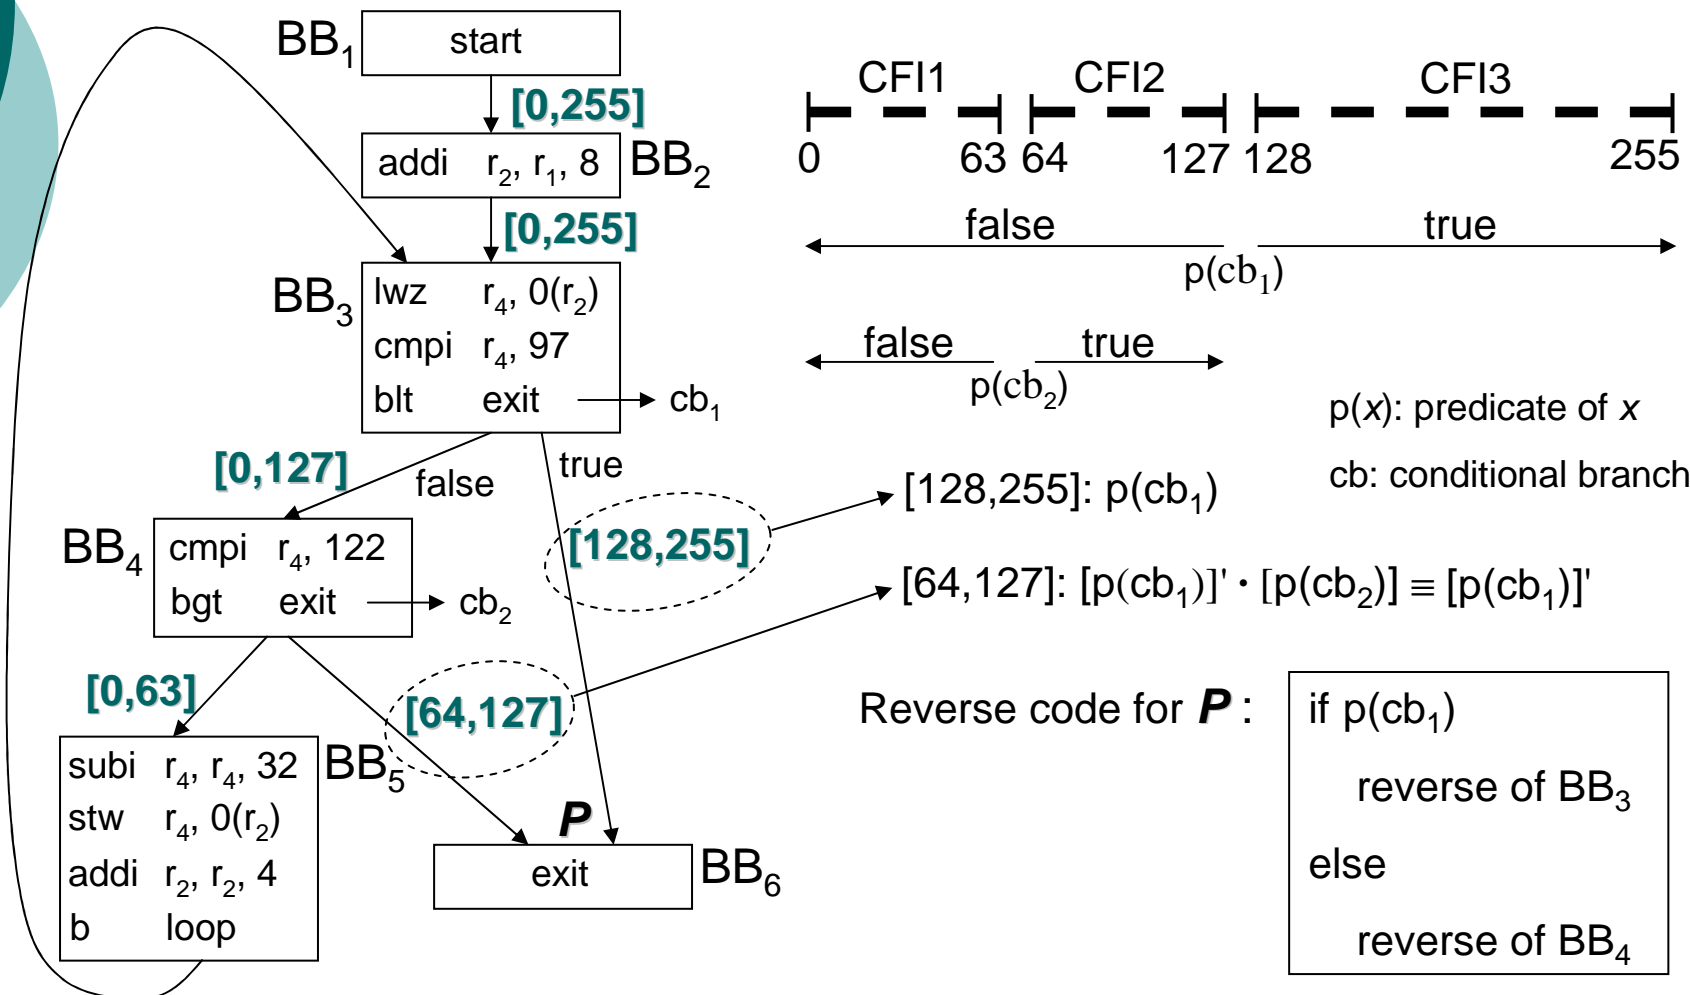 BB₁
start
[0,255]
addi r₂, r₁, 8
BB₂
[0,255]
BB₃
lwz r₄, 0(r₂)
cmpi r₄, 97
blt exit
cb₁
[0,127]
false
true
[128,255]
BB₄
cmpi r₄, 122
bgt exit
cb₂
[0,63]
[64,127]
subi r₄, r₄, 32
stw r₄, 0(r₂)
addi r₂, r₂, 4
b loop
BB₅
P
exit
BB₆
CFI1 CFI2 CFI3
0 63 64 127 128 255
false true
p(cb₁)
false true
p(cb₂)
p(x): predicate of x
cb: conditional branch
[128,255]: p(cb₁)
[64,127]: [p(cb₁)]' · [p(cb₂)] ≡ [p(cb₁)]'
Reverse code for P :
if p(cb₁)
reverse of BB₃
else
reverse of BB₄